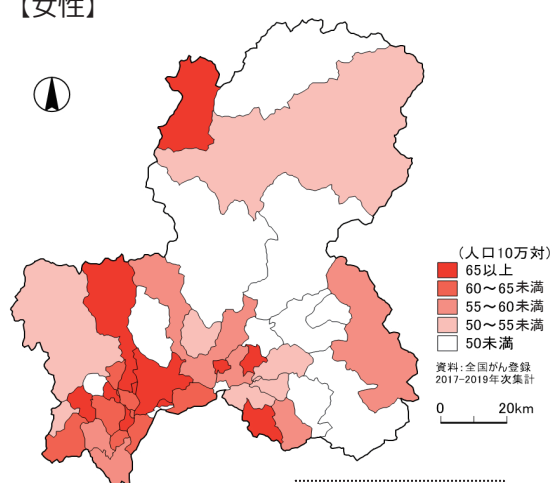 【女性】
(人口10万対)
65以上
60〜65未満
55〜60未満
50〜55未満
50未満
資料:全国がん登録
2017-2019年次集計
0 20km